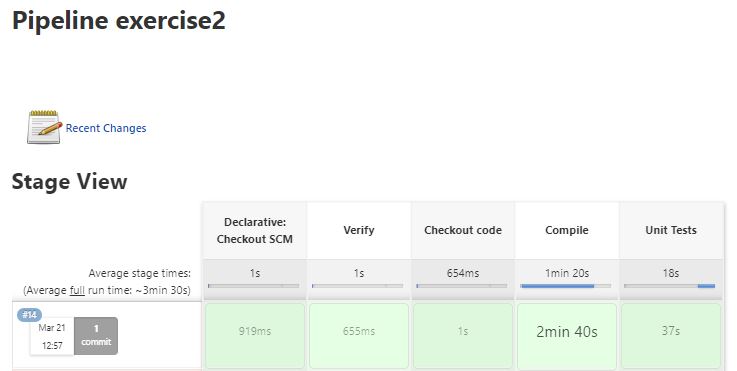 Pipeline exercise2
Recent Changes
Stage View
Declarative:
Checkout SCM
Verify
Checkout code
Compile
Unit Tests
Average stage times:
(Average full run time: ~3min 30s)
1s
1s
654ms
1min 20s
18s
#14
Mar 21
12:57
1
commit
919ms
655ms
1s
2min 40s
37s